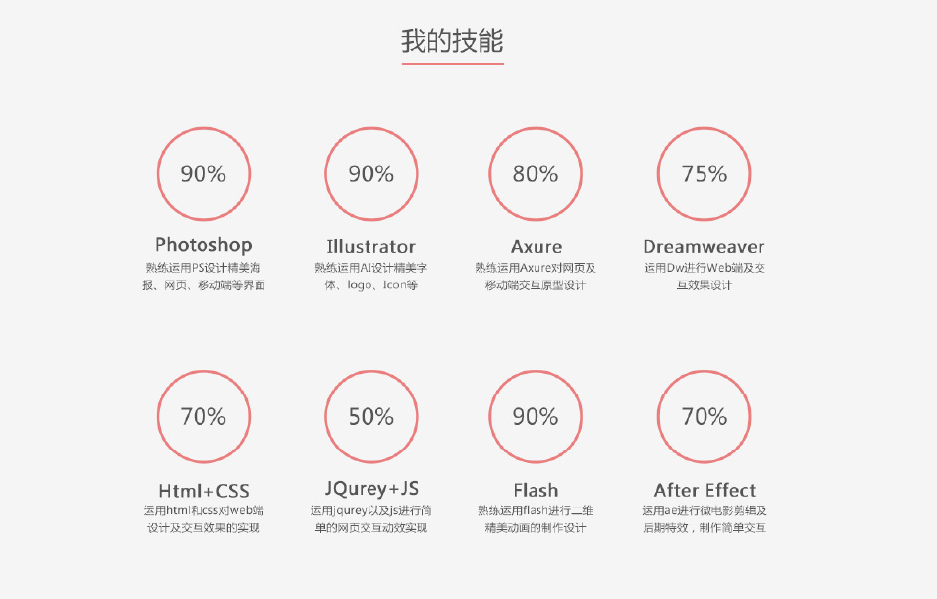 我的技能
90%
90%
80%
75%
Photoshop
Illustrator
Axure
Dreamweaver
熟练运用PS设计精美海
报、网页、移动端等界面
熟练运用AI设计精美字
体、logo、Icon等
熟练运用Axure对网页及
移动端交互原型设计
运用Dw进行Web端及交
互效果设计
70%
50%
90%
70%
Html+CSS
JQurey+JS
Flash
After Effect
运用html和css对web端
设计及交互效果的实现
运用jqurey以及js进行简
单的网页交互动效实现
熟练运用flash进行二维
精美动画的制作设计
运用ae进行微电影剪辑及
后期特效，制作简单交互